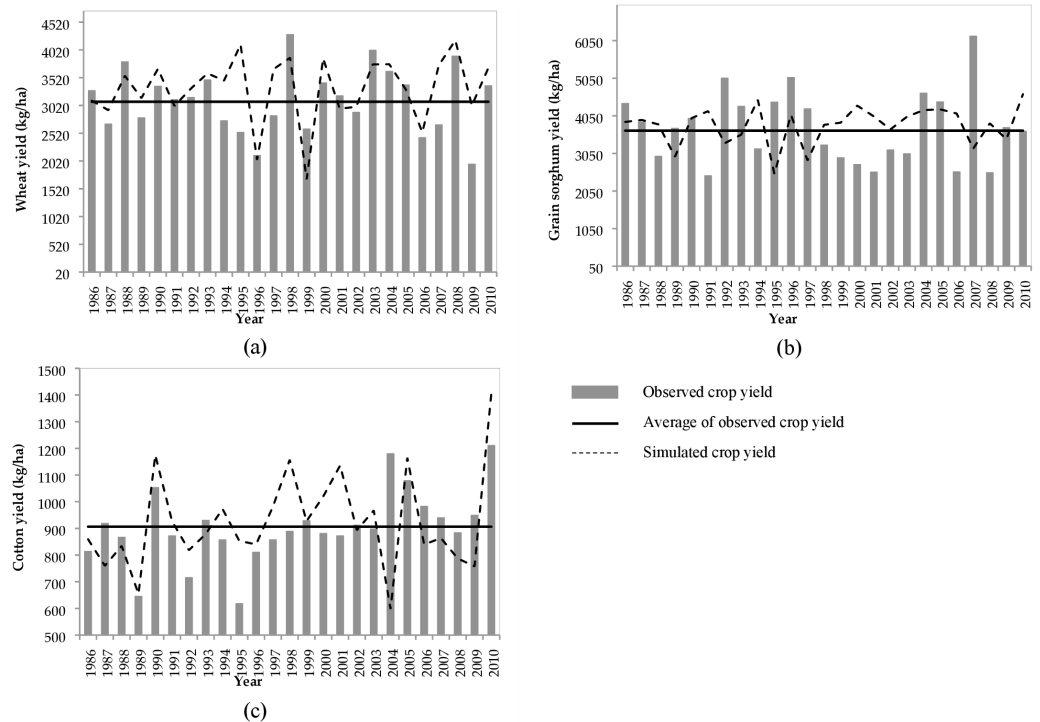 Wheat yield (kg/ha)
4520
4020
3520
3020
2520
2020
1520
1020
520
20
1986 1987 1988 1989 1990 1991 1992 1993 1994 1995 1996 1997 1998 1999 2000 2001 2002 2003 2004 2005 2006 2007 2008 2009 2010
Year
(a)
Grain sorghum yield (kg/ha)
6050
5050
4050
3050
2050
1050
50
1986 1987 1988 1989 1990 1991 1992 1993 1994 1995 1996 1997 1998 1999 2000 2001 2002 2003 2004 2005 2006 2007 2008 2009 2010
Year
(b)
Cotton yield (kg/ha)
1500
1400
1300
1200
1100
1000
900
800
700
600
500
1986 1987 1988 1989 1990 1991 1992 1993 1994 1995 1996 1997 1998 1999 2000 2001 2002 2003 2004 2005 2006 2007 2008 2009 2010
Year
(c)
Observed crop yield
Average of observed crop yield
Simulated crop yield